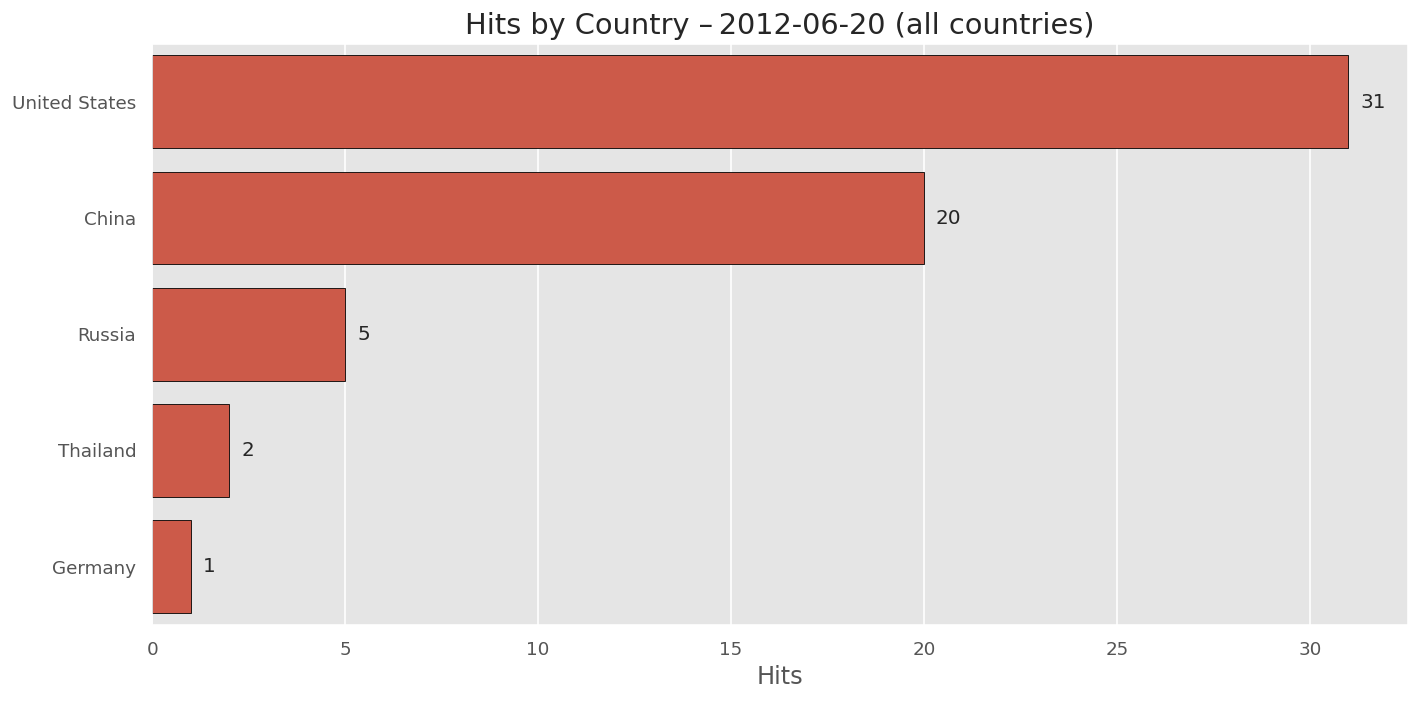 Hits by Country – 2012-06-20 (all countries)
United States 31
China 20
Russia 5
Thailand 2
Germany 1
0 5 10 15 20 25 30
Hits